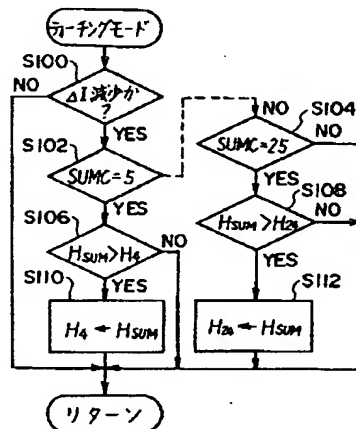 ティーチングモード
S100
NO
ΔI減少か
?
YES
S102
SUMC=5
YES
S106
HSUM>H4
NO
YES
S110
H4←HSUM
リターン
NO
S104
SUMC=25
NO
YES
S108
HSUM>H24
NO
YES
S112
H24←HSUM